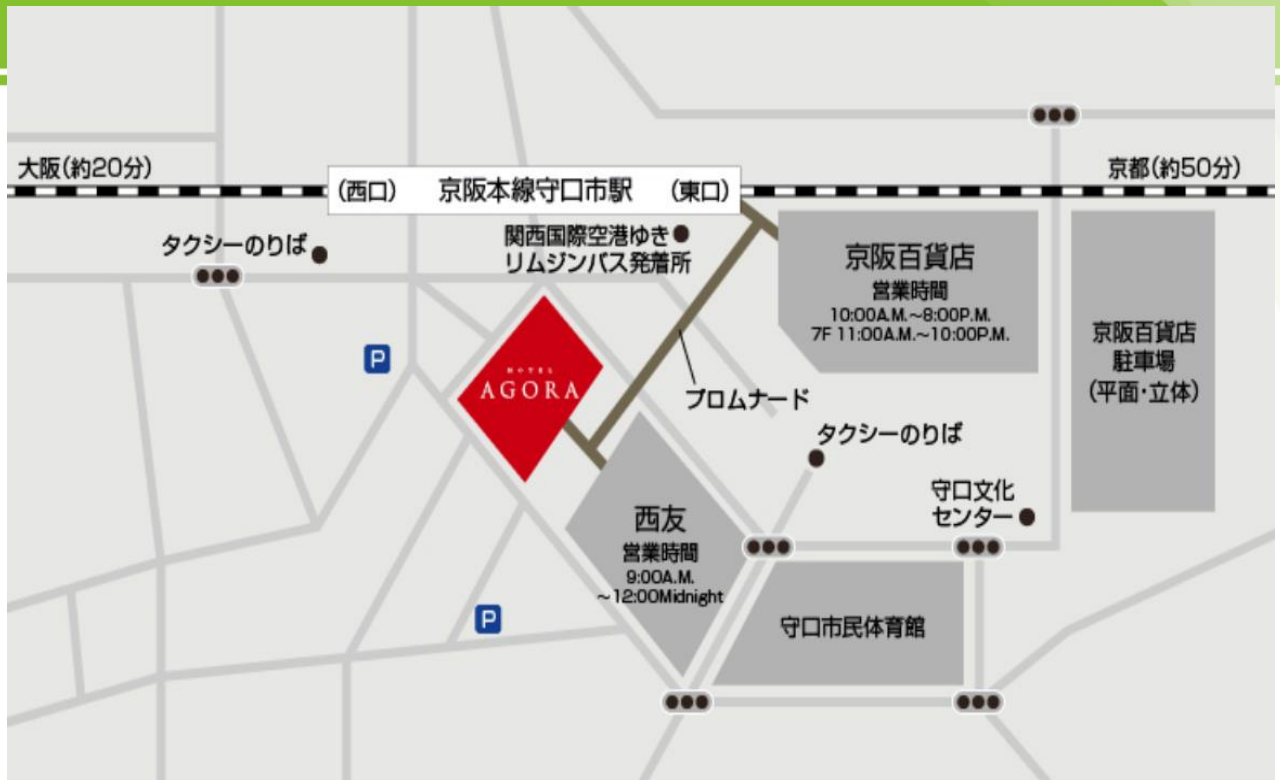 大阪(約20分)
京都(約50分)
(西口) 京阪本線守口市駅 (東口)
タクシーのりば
関西国際空港ゆき
リムジンバス発着所
京阪百貨店
営業時間
10:00A.M.~8:00P.M.
7F 11:00A.M.~10:00P.M.
京阪百貨店
駐車場
(平面・立体)
P
HOTEL
AGORA
プロムナード
タクシーのりば
守口文化
センター
西友
営業時間
9:00A.M.
~12:00Midnight
P
守口市民体育館